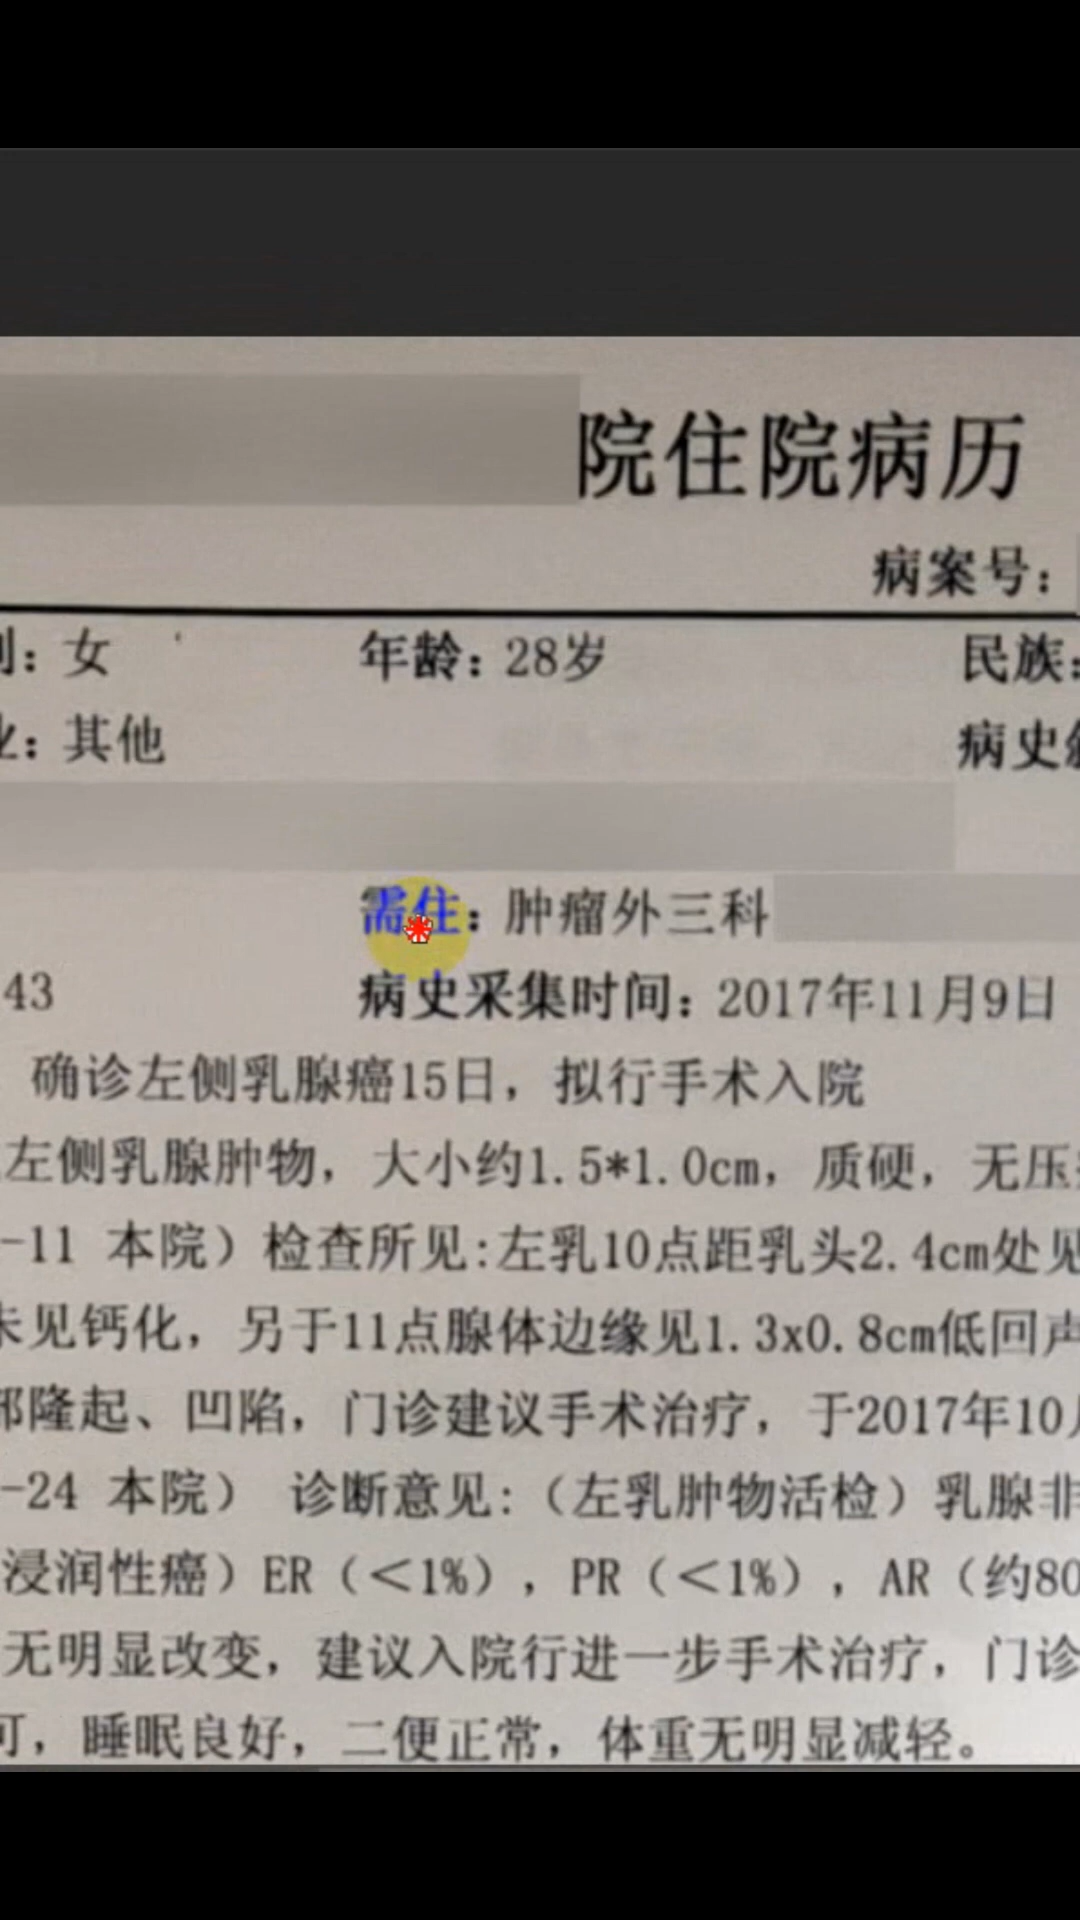 院住院病历
病案号：
别：女 年龄：28岁 民族：
业：其他 病史
需住：肿瘤外三科
43 病史采集时间：2017年11月9日
确诊左侧乳腺癌15日，拟行手术入院
左侧乳腺肿物，大小约1.5*1.0cm，质硬，无压
-11 本院）检查所见:左乳10点距乳头2.4cm处见
未见钙化，另于11点腺体边缘见1.3x0.8cm低回声
部隆起、凹陷，门诊建议手术治疗，于2017年10月
-24 本院） 诊断意见:（左乳肿物活检）乳腺非
浸润性癌）ER（＜1%），PR（＜1%），AR（约80
无明显改变，建议入院行进一步手术治疗，门诊
可，睡眠良好，二便正常，体重无明显减轻。